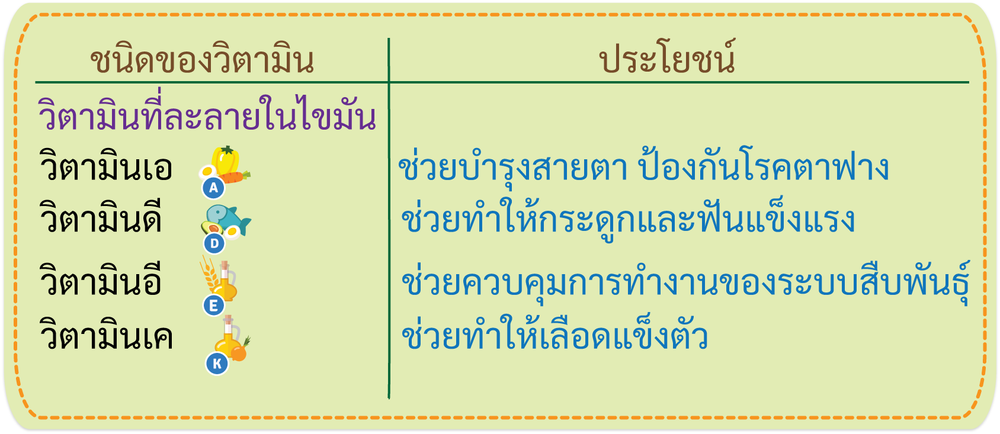 ชนิดของวิตามิน ประโยชน์
วิตามินที่ละลายในไขมัน
วิตามินเอ A ช่วยบำรุงสายตา ป้องกันโรคตาฟาง
วิตามินดี D ช่วยทำให้กระดูกและฟันแข็งแรง
วิตามินอี E ช่วยควบคุมการทำงานของระบบสืบพันธุ์
วิตามินเค K ช่วยทำให้เลือดแข็งตัว